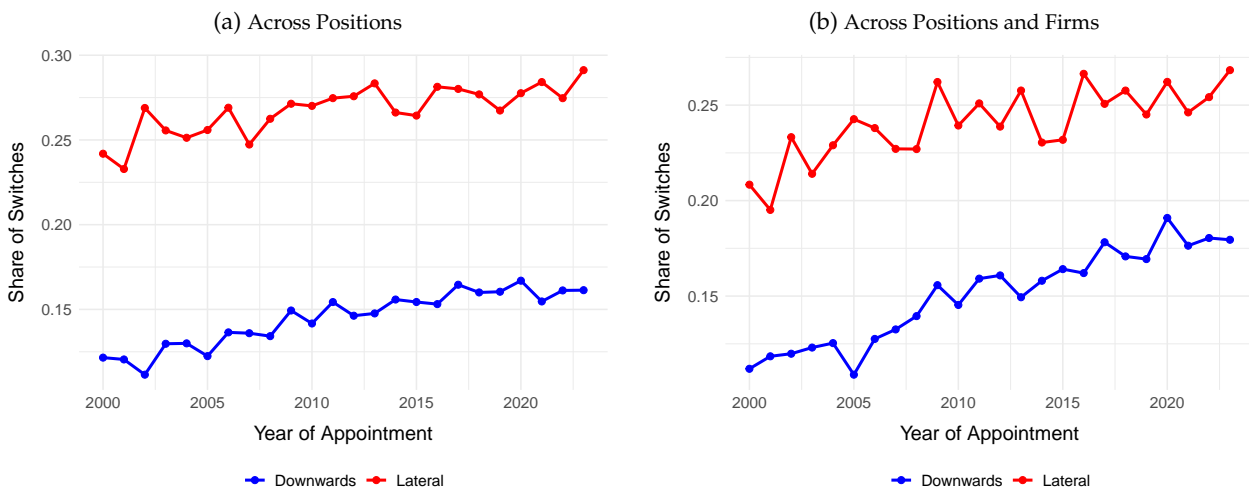 (a) Across Positions
0.30
0.25
0.20
0.15
Share of Switches
2000 2005 2010 2015 2020
Year of Appointment
Downwards Lateral
(b) Across Positions and Firms
0.25
0.20
0.15
Share of Switches
2000 2005 2010 2015 2020
Year of Appointment
Downwards Lateral